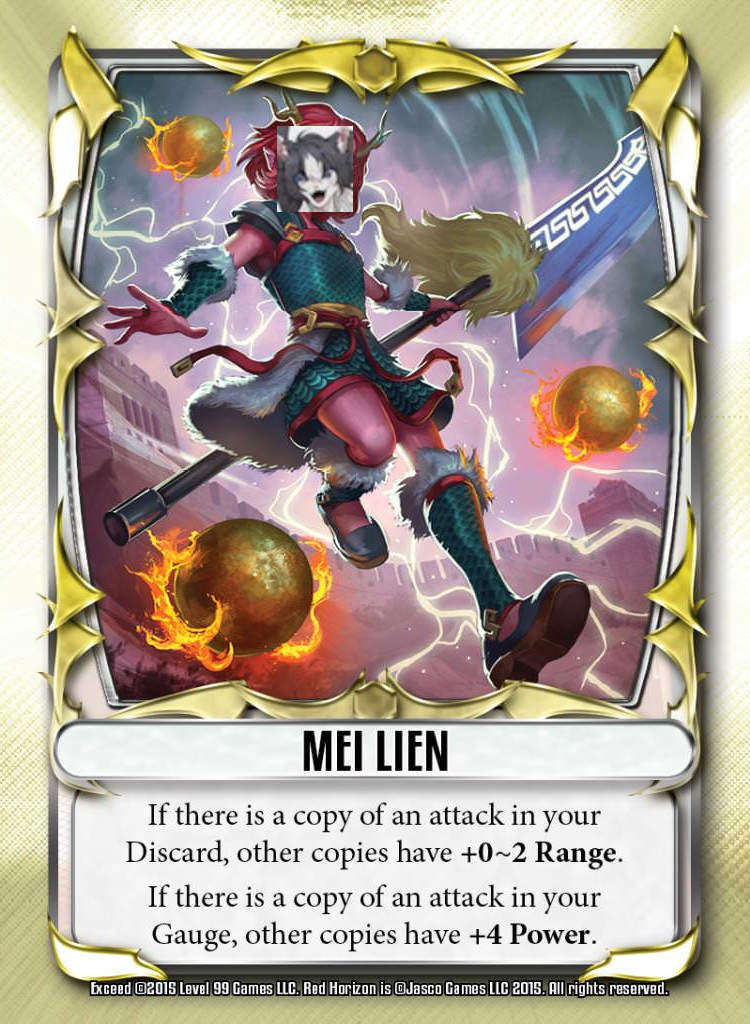 MEI LIEN
If there is a copy of an attack in your
Discard, other copies have +0~2 Range.
If there is a copy of an attack in your
Gauge, other copies have +4 Power.
Exceed ©2015 Level 99 Games LLC. Red Horizon is ©Jasco Games LLC 2015. All rights reserved.